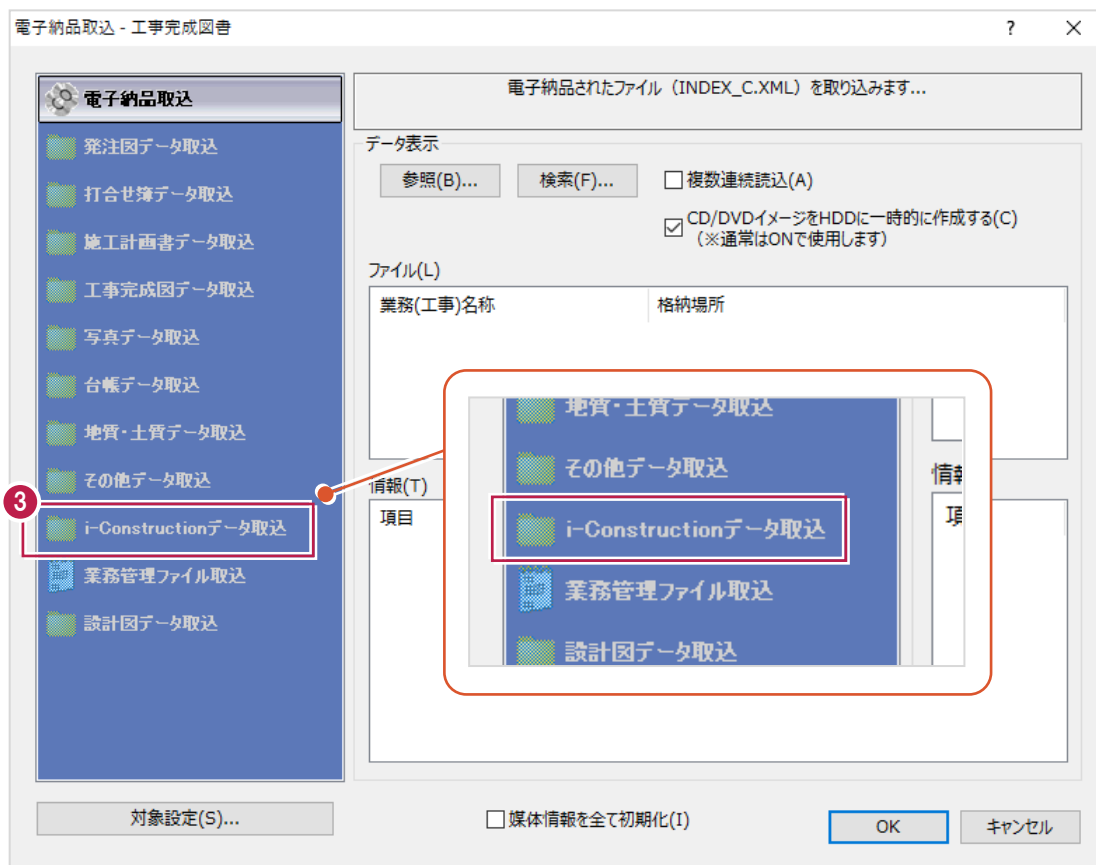 電子納品取込 - 工事完成図書
?
×
電子納品取込
発注図データ取込
打合せ簿データ取込
施工計画書データ取込
工事完成図データ取込
写真データ取込
台帳データ取込
地質・土質データ取込
その他データ取込
3
i-Constructionデータ取込
業務管理ファイル取込
設計図データ取込
対象設定(S)...
電子納品されたファイル（INDEX_C.XML）を取り込みます...
データ表示
参照(B)...
検索(F)...
複数連続読込(A)
CD/DVDイメージをHDDに一時的に作成する(C)
（※通常はONで使用します）
ファイル(L)
業務(工事)名称
格納場所
情報(T)
項目
地質・土質データ取込
その他データ取込
i-Constructionデータ取込
業務管理ファイル取込
設計図データ取込
媒体情報を全て初期化(I)
OK
キャンセル